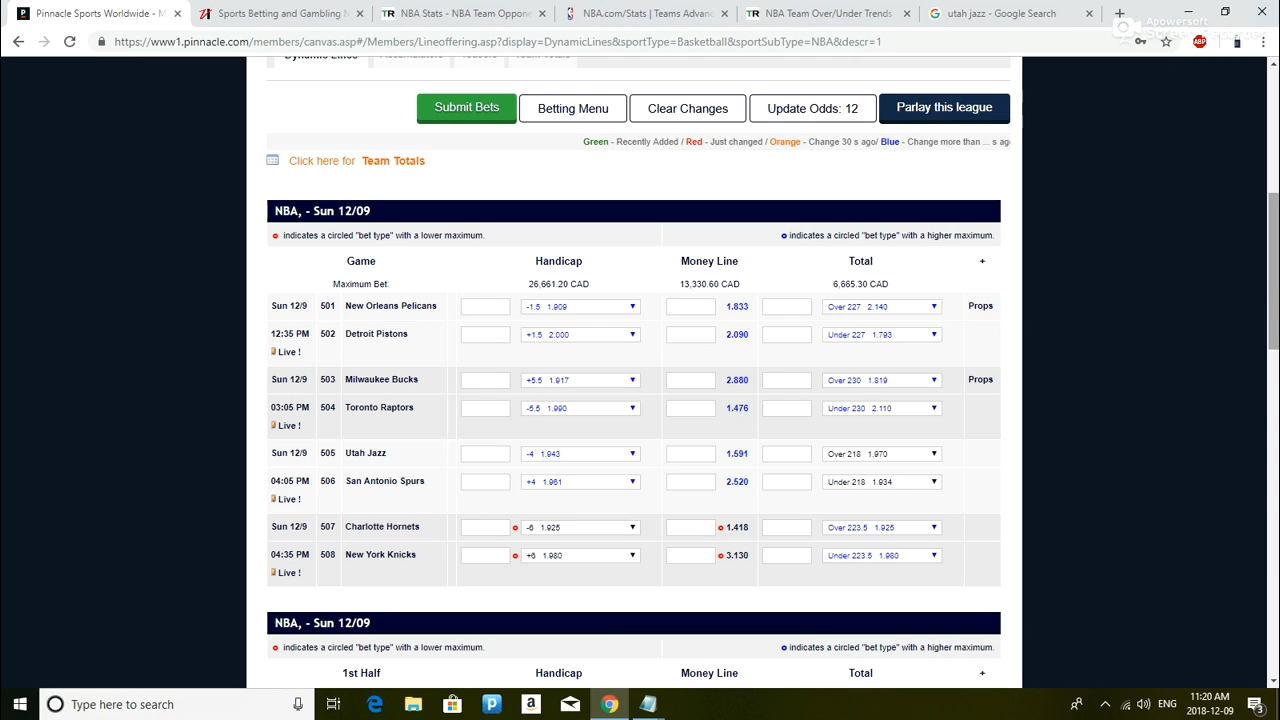 Pinnacle Sports Worldwide - M
Sports Betting and Gambling N
NBA Stats - NBA Team Oppone
NBA.com/Stats | Teams Advanc
NBA Team Over/Under Trends
utah jazz - Google Search
Apowersoft
Screen Recorder
https://www1.pinnacle.com/members/canvas.asp#/Members/Lineoffering.asp?display=DynamicLines&sportType=Basketball&sportSubType=NBA&descr=1
ABP
Dynamic Lines
Submit Bets
Betting Menu
Clear Changes
Update Odds: 12
Parlay this league
Green - Recently Added / Red - Just changed / Orange - Change 30 s ago/ Blue - Change more than ... s ag
Click here for Team Totals
NBA, - Sun 12/09
indicates a circled "bet type" with a lower maximum. indicates a circled "bet type" with a higher maximum.
Game Handicap Money Line Total +
Maximum Bet: 26,661.20 CAD 13,330.60 CAD 6,665.30 CAD
Sun 12/9 501 New Orleans Pelicans -1.5 1.909 1.833 Over 227 2.140 Props
12:35 PM 502 Detroit Pistons +1.5 2.000 2.090 Under 227 1.793
Live !
Sun 12/9 503 Milwaukee Bucks +5.5 1.917 2.880 Over 230 1.819 Props
03:05 PM 504 Toronto Raptors -5.5 1.990 1.476 Under 230 2.110
Live !
Sun 12/9 505 Utah Jazz -4 1.943 1.591 Over 218 1.970
04:05 PM 506 San Antonio Spurs +4 1.961 2.520 Under 218 1.934
Live !
Sun 12/9 507 Charlotte Hornets -6 1.925 1.418 Over 223.5 1.925
04:35 PM 508 New York Knicks +6 1.980 3.130 Under 223.5 1.980
Live !
NBA, - Sun 12/09
indicates a circled "bet type" with a lower maximum. indicates a circled "bet type" with a higher maximum.
1st Half Handicap Money Line Total +
Type here to search
ENG
11:20 AM
2018-12-09